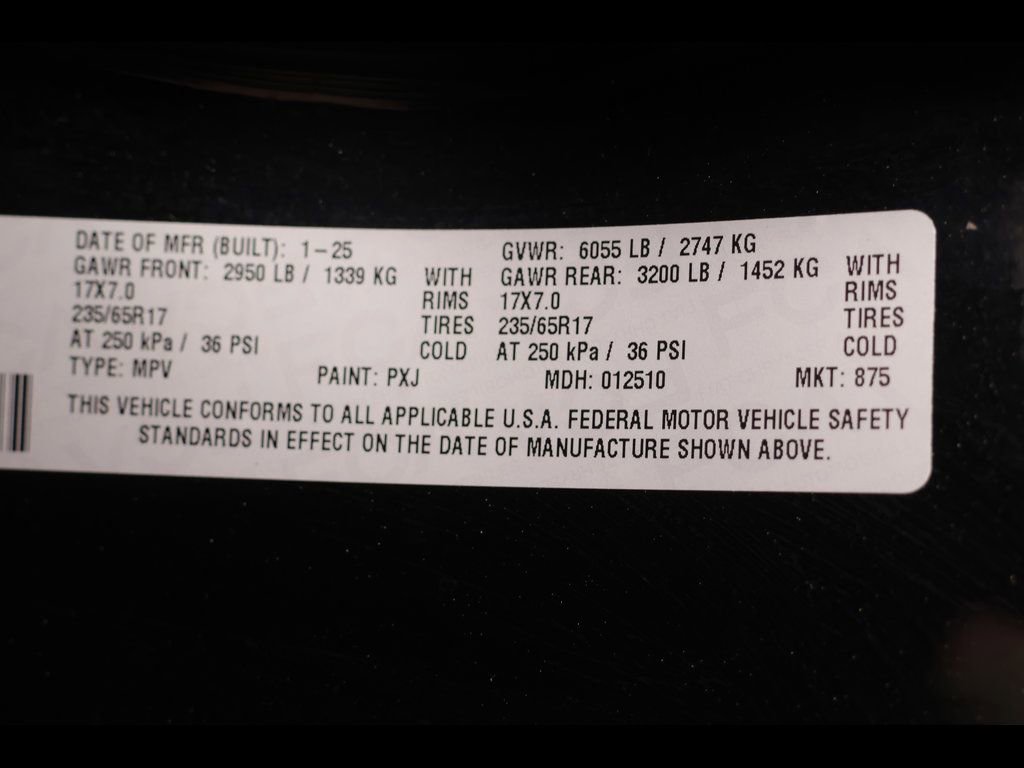 DATE OF MFR (BUILT): 1-25 GVWR: 6055 LB / 2747 KG
GAWR FRONT: 2950 LB / 1339 KG WITH GAWR REAR: 3200 LB / 1452 KG WITH
17X7.0 RIMS 17X7.0 RIMS
235/65R17 TIRES 235/65R17 TIRES
AT 250 kPa / 36 PSI COLD AT 250 kPa / 36 PSI COLD
TYPE: MPV PAINT: PXJ MDH: 012510 MKT: 875
THIS VEHICLE CONFORMS TO ALL APPLICABLE U.S.A. FEDERAL MOTOR VEHICLE SAFETY
STANDARDS IN EFFECT ON THE DATE OF MANUFACTURE SHOWN ABOVE.